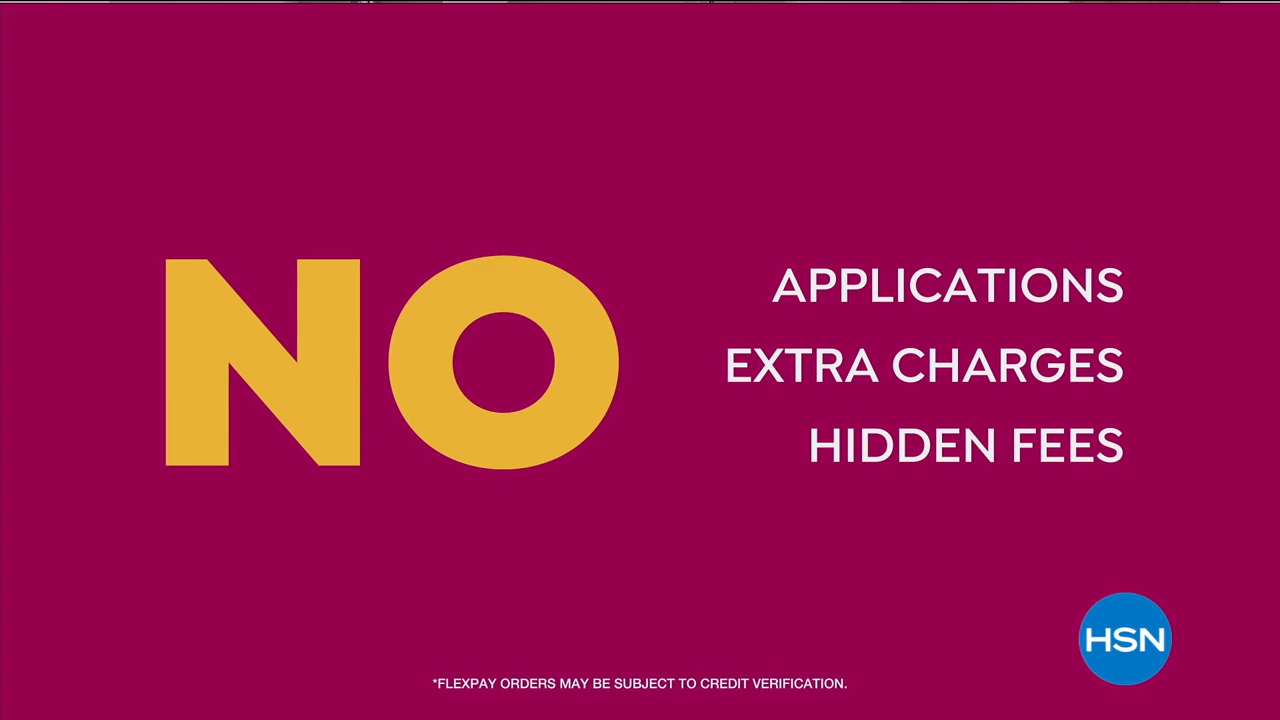 NO
APPLICATIONS
EXTRA CHARGES
HIDDEN FEES
HSN
*FLEXPAY ORDERS MAY BE SUBJECT TO CREDIT VERIFICATION.